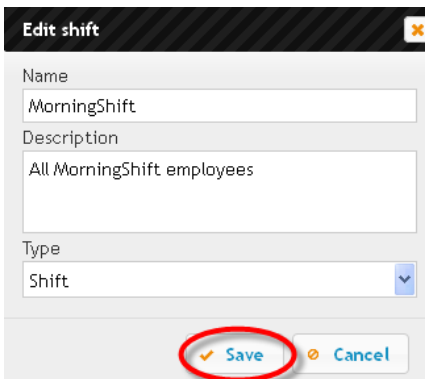 Edit shift
Name
MorningShift
Description
All MorningShift employees
Type
Shift
Save Cancel